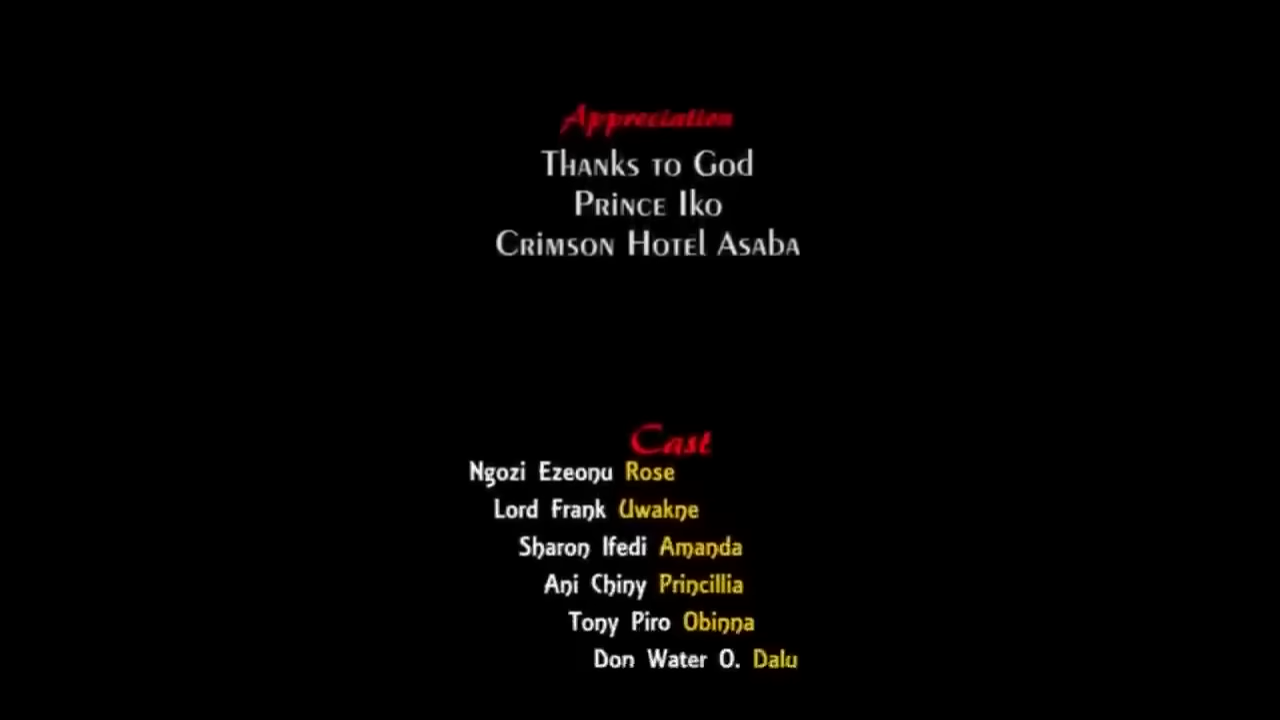 Appreciation
Thanks to God
Prince Iko
Crimson Hotel Asaba
Cast
Ngozi Ezeonu Rose
Lord Frank Uwakne
Sharon Ifedi Amanda
Ani Chiny Princillia
Tony Piro Obinna
Don Water O. Dalu